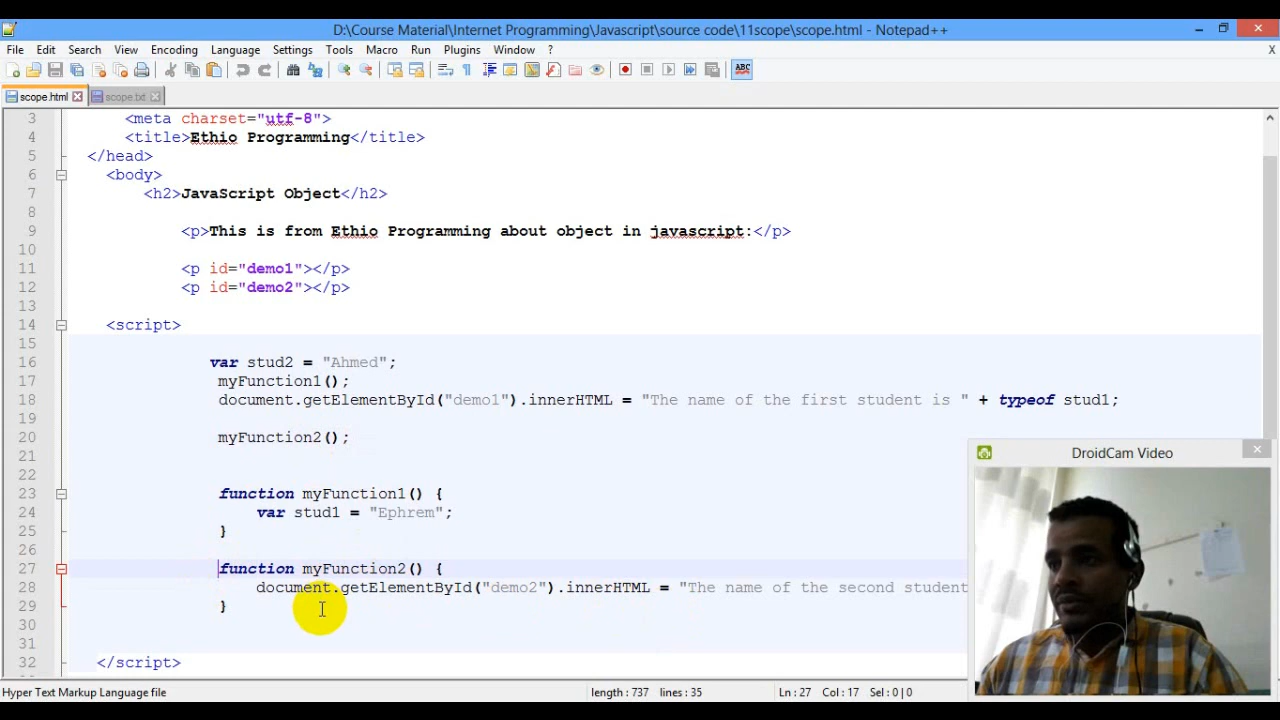 D:\Course Material\Internet Programming\Javascript\source code\11scope\scope.html - Notepad++
File Edit Search View Encoding Language Settings Tools Macro Run Plugins Window ? X
ABC
scope.html scope.txt
3 <meta charset="utf-8">
4 <title>Ethio Programming</title>
5 </head>
6 <body>
7 <h2>JavaScript Object</h2>
8
9 <p>This is from Ethio Programming about object in javascript:</p>
10
11 <p id="demo1"></p>
12 <p id="demo2"></p>
13
14 <script>
15
16 var stud2 = "Ahmed";
17 myFunction1();
18 document.getElementById("demo1").innerHTML = "The name of the first student is " + typeof stud1;
19
20 myFunction2();
21
22
23 function myFunction1() {
24 var stud1 = "Ephrem";
25 }
26
27 function myFunction2() {
28 document.getElementById("demo2").innerHTML = "The name of the second student
29 }
30
31
32 </script>
DroidCam Video
Hyper Text Markup Language file length : 737 lines : 35 Ln : 27 Col : 17 Sel : 0 | 0